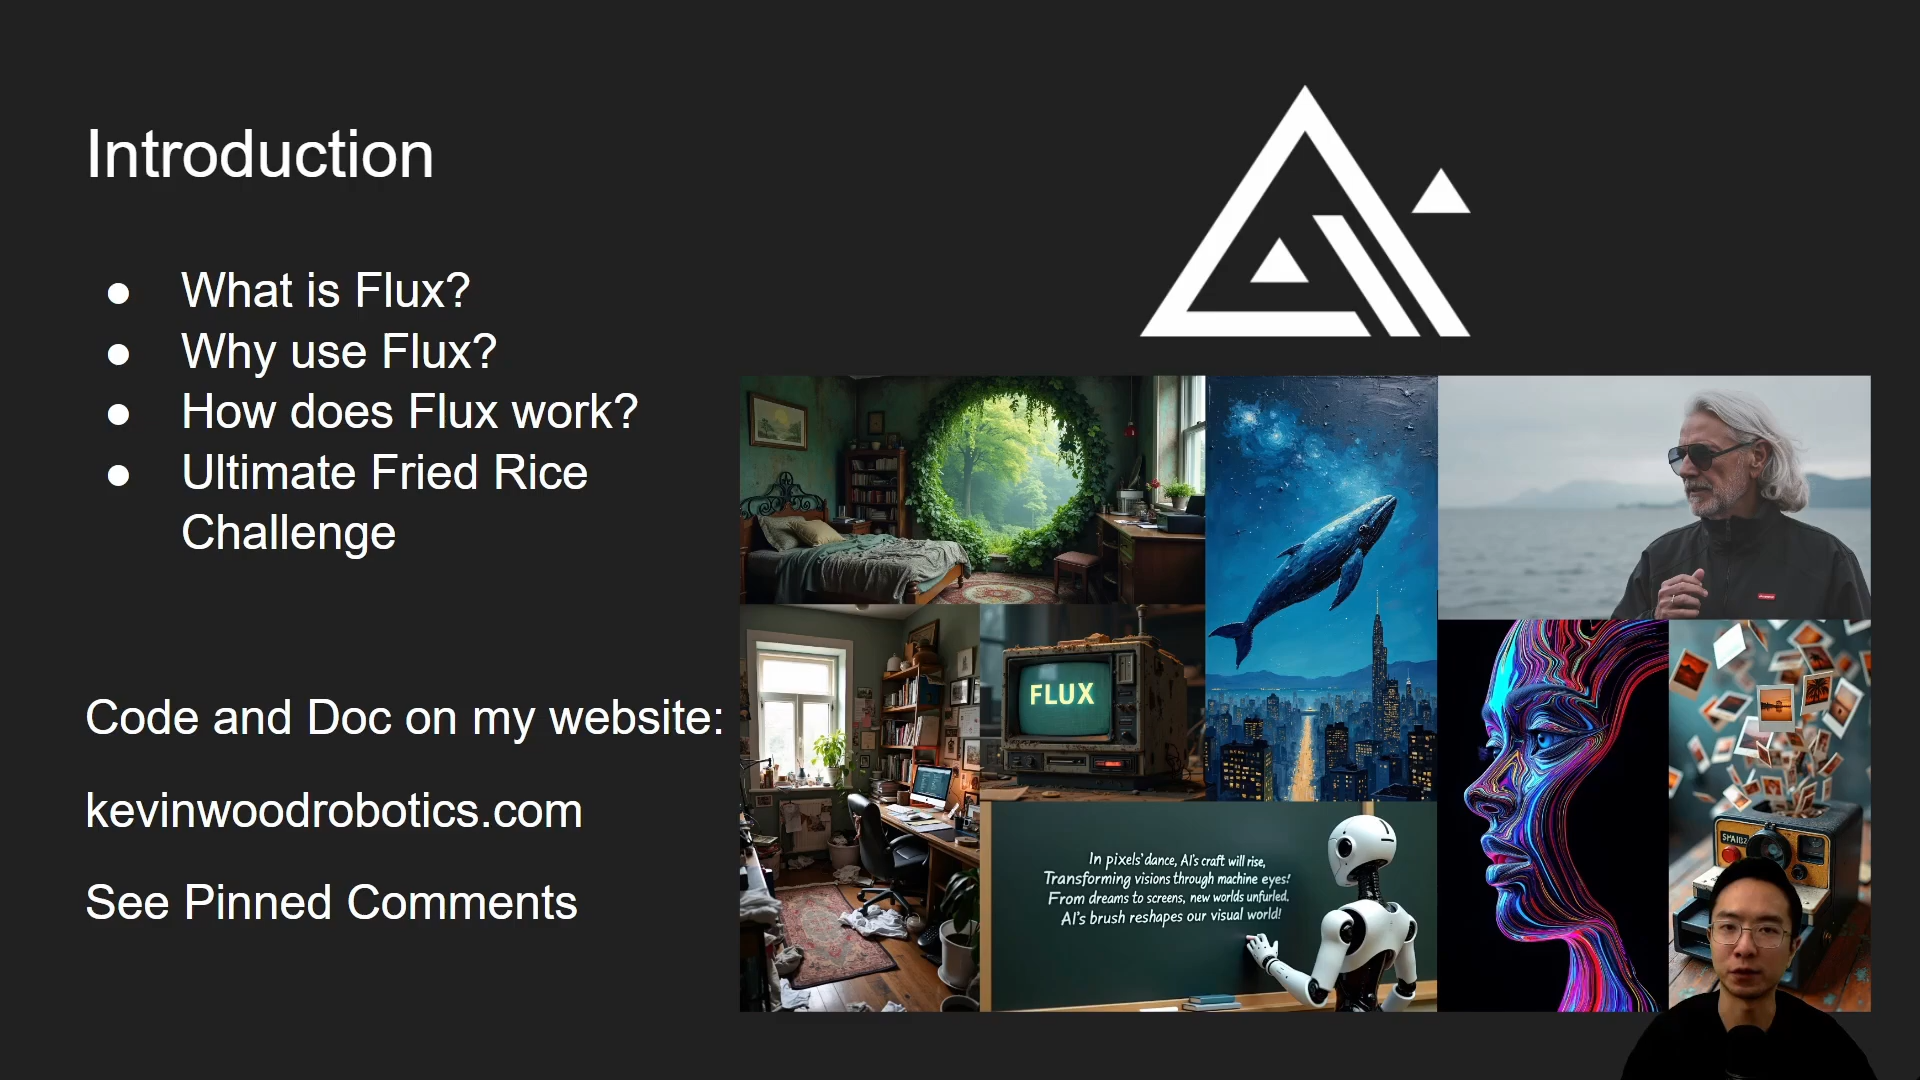 Introduction
What is Flux?
Why use Flux?
How does Flux work?
Ultimate Fried Rice
Challenge
Code and Doc on my website:
kevinwoodrobotics.com
See Pinned Comments
FLUX
In pixels' dance, AI's craft will rise,
Transforming visions through machine eyes!
From dreams to screens, new worlds unfurled,
AI's brush reshapes our visual world!